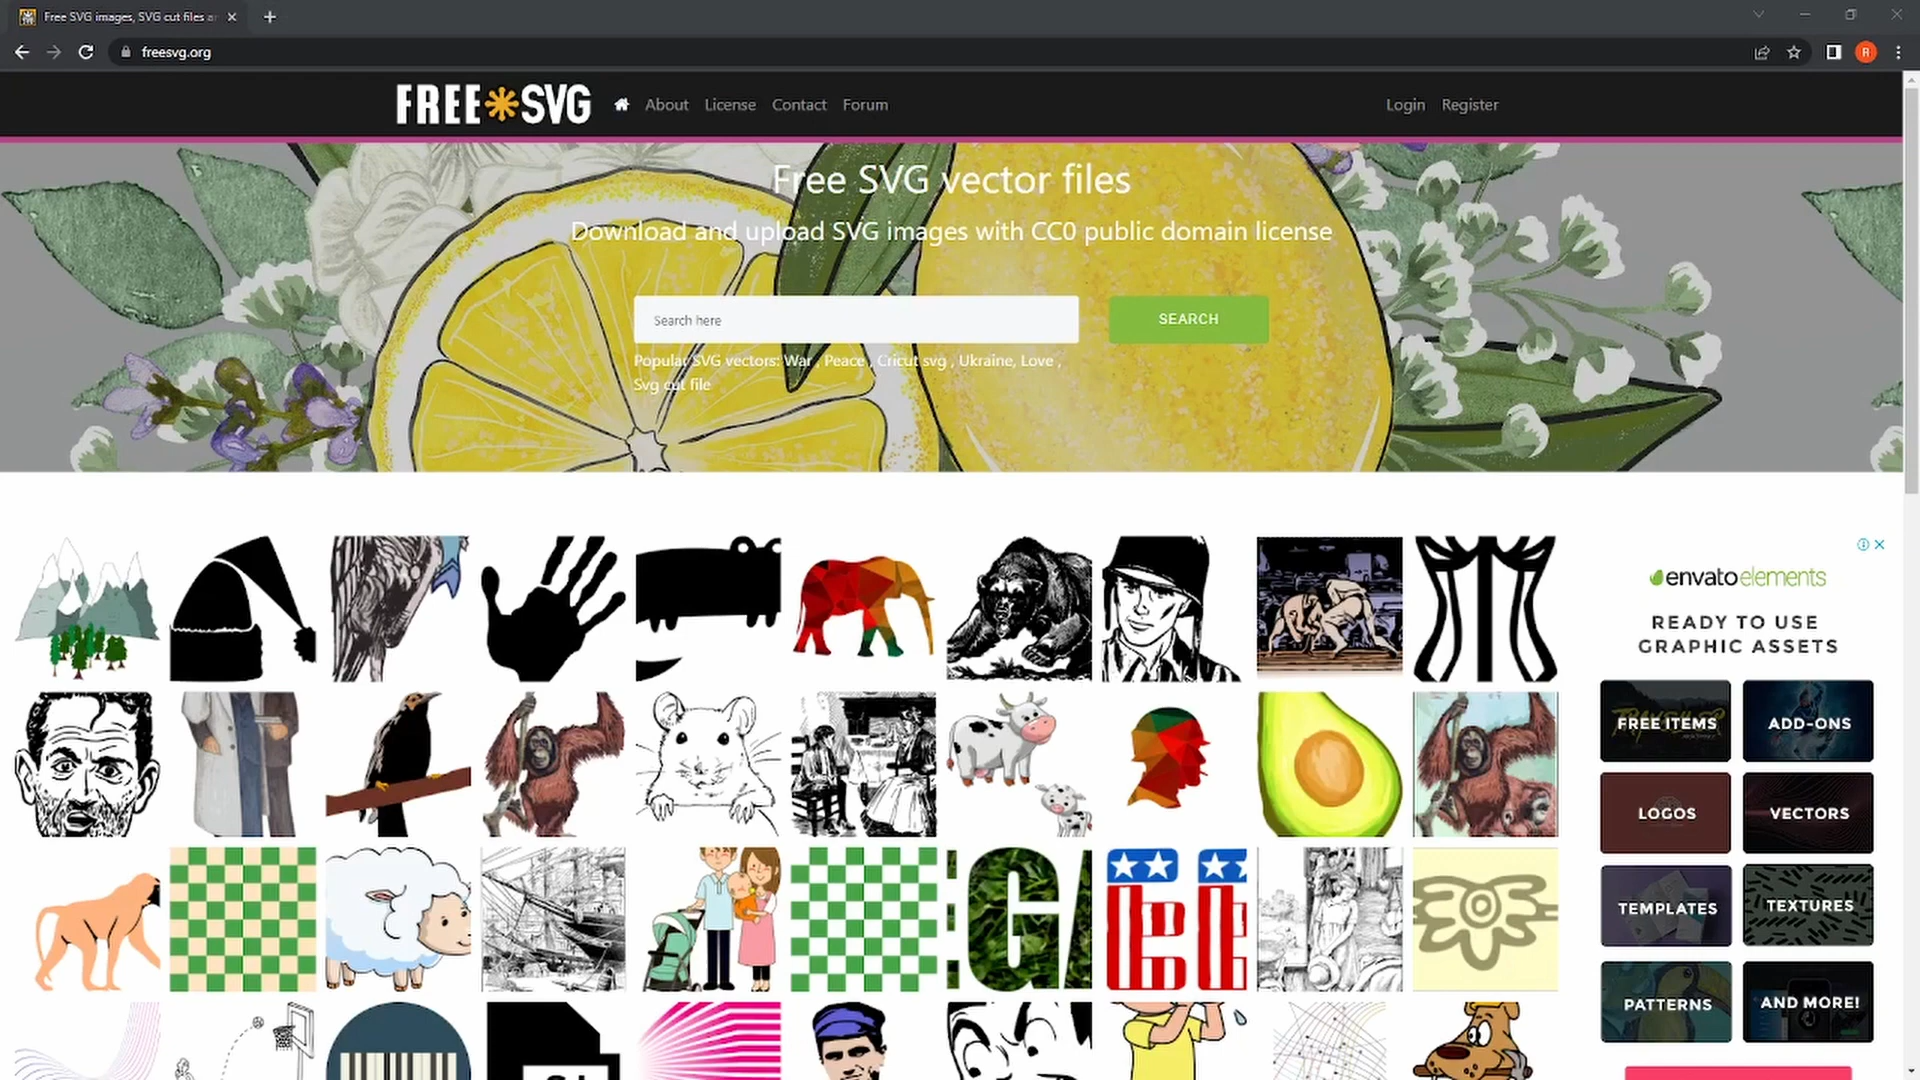 Free SVG images, SVG cut files a
freesvg.org
R
FREE SVG
About
License
Contact
Forum
Login
Register
Free SVG vector files
Download and upload SVG images with CC0 public domain license
Search here
SEARCH
Popular SVG vectors: War , Peace , Cricut svg , Ukraine, Love ,
Svg cut file
envatoelements
READY TO USE
GRAPHIC ASSETS
FREE ITEMS
ADD-ONS
LOGOS
VECTORS
TEMPLATES
TEXTURES
PATTERNS
AND MORE!